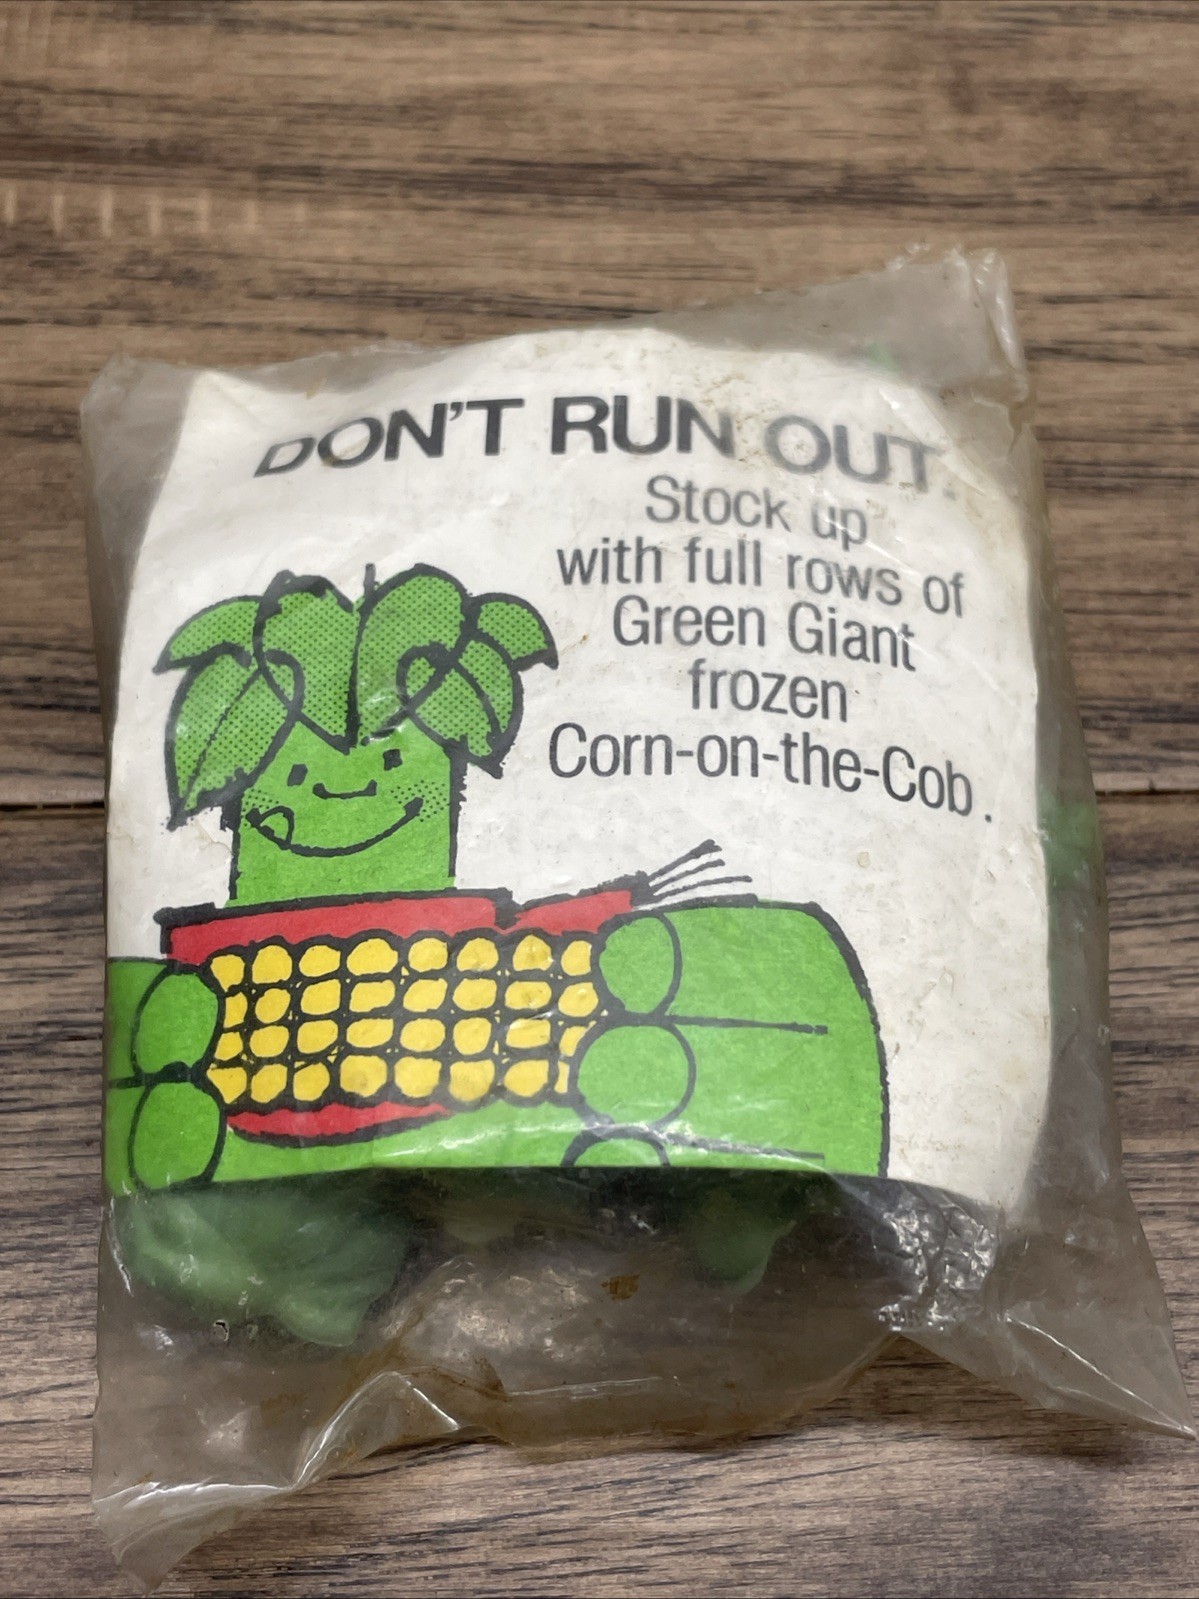 DON'T RUN OUT.
Stock up
with full rows of
Green Giant
frozen
Corn-on-the-Cob.